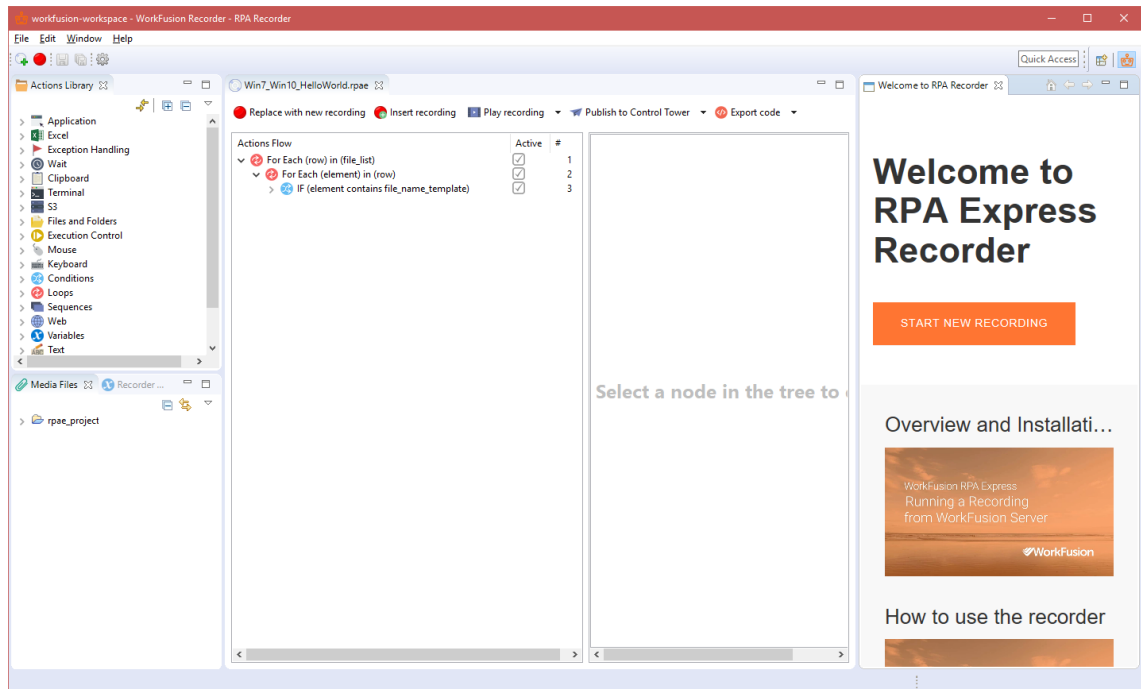 workfusion-workspace - WorkFusion Recorder - RPA Recorder
File Edit Window Help
Quick Access
Actions Library
Application
Excel
Exception Handling
Wait
Clipboard
Terminal
S3
Files and Folders
Execution Control
Mouse
Keyboard
Conditions
Loops
Sequences
Web
Variables
Text
Media Files Recorder ...
rpae_project
Win7_Win10_HelloWorld.rpae
Replace with new recording Insert recording Play recording Publish to Control Tower Export code
Actions Flow Active #
For Each (row) in (file_list) 1
For Each (element) in (row) 2
IF (element contains file_name_template) 3
Select a node in the tree to
Welcome to RPA Recorder
Welcome to
RPA Express
Recorder
START NEW RECORDING
Overview and Installati...
WorkFusion RPA Express
Running a Recording
from WorkFusion Server
WorkFusion
How to use the recorder